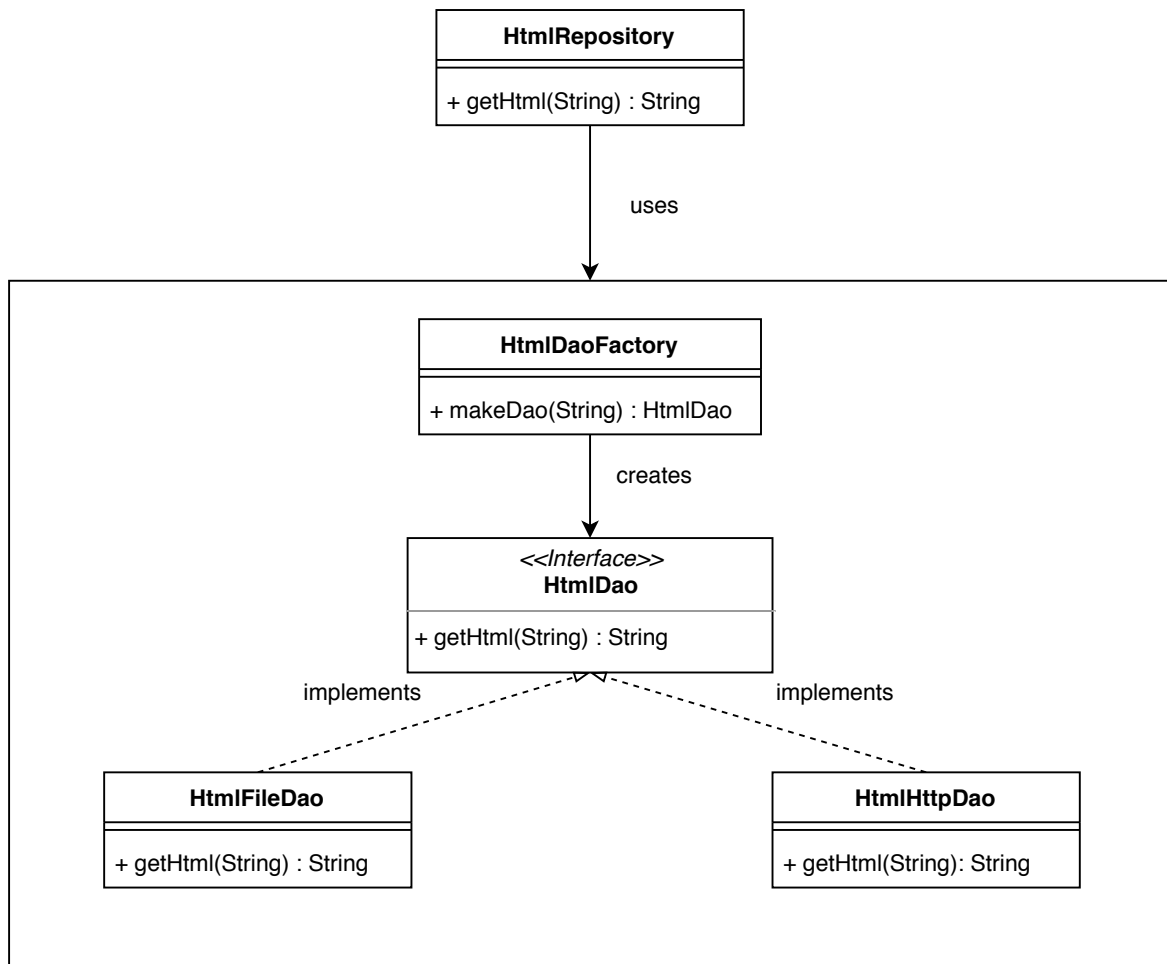 HtmlRepository
+ getHtml(String) : String
uses
HtmlDaoFactory
+ makeDao(String) : HtmlDao
creates
<<Interface>>
HtmlDao
+ getHtml(String) : String
implements
implements
HtmlFileDao
+ getHtml(String) : String
HtmlHttpDao
+ getHtml(String): String